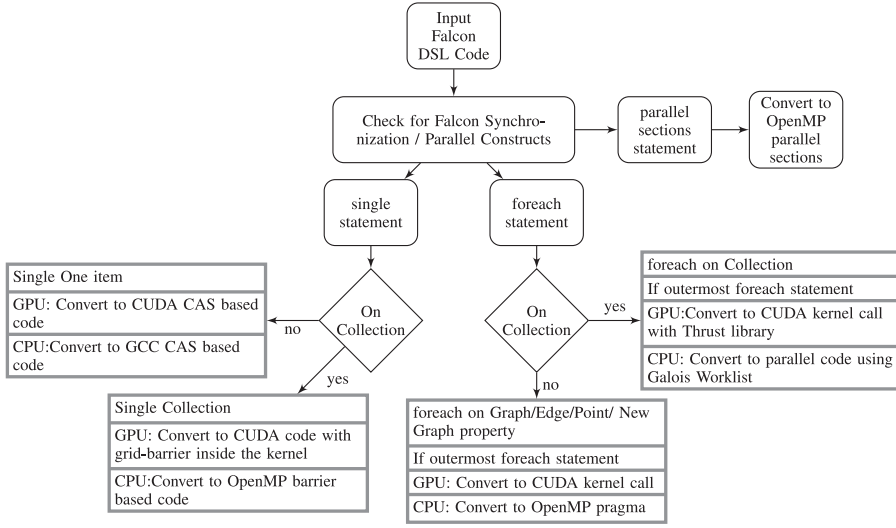 Input
Falcon
DSL Code
Check for Falcon Synchro-
nization / Parallel Constructs
parallel
sections
statement
Convert to
OpenMP
parallel
sections
single
statement
foreach
statement
Single One item
GPU: Convert to CUDA CAS based
code
CPU:Convert to GCC CAS based
code
no
On
Collection
yes
Single Collection
GPU: Convert to CUDA code with
grid-barrier inside the kernel
CPU:Convert to OpenMP barrier
based code
On
Collection
yes
no
foreach on Collection
If outermost foreach statement
GPU:Convert to CUDA kernel call
with Thrust library
CPU: Convert to parallel code using
Galois Worklist
foreach on Graph/Edge/Point/ New
Graph property
If outermost foreach statement
GPU: Convert to CUDA kernel call
CPU: Convert to OpenMP pragma